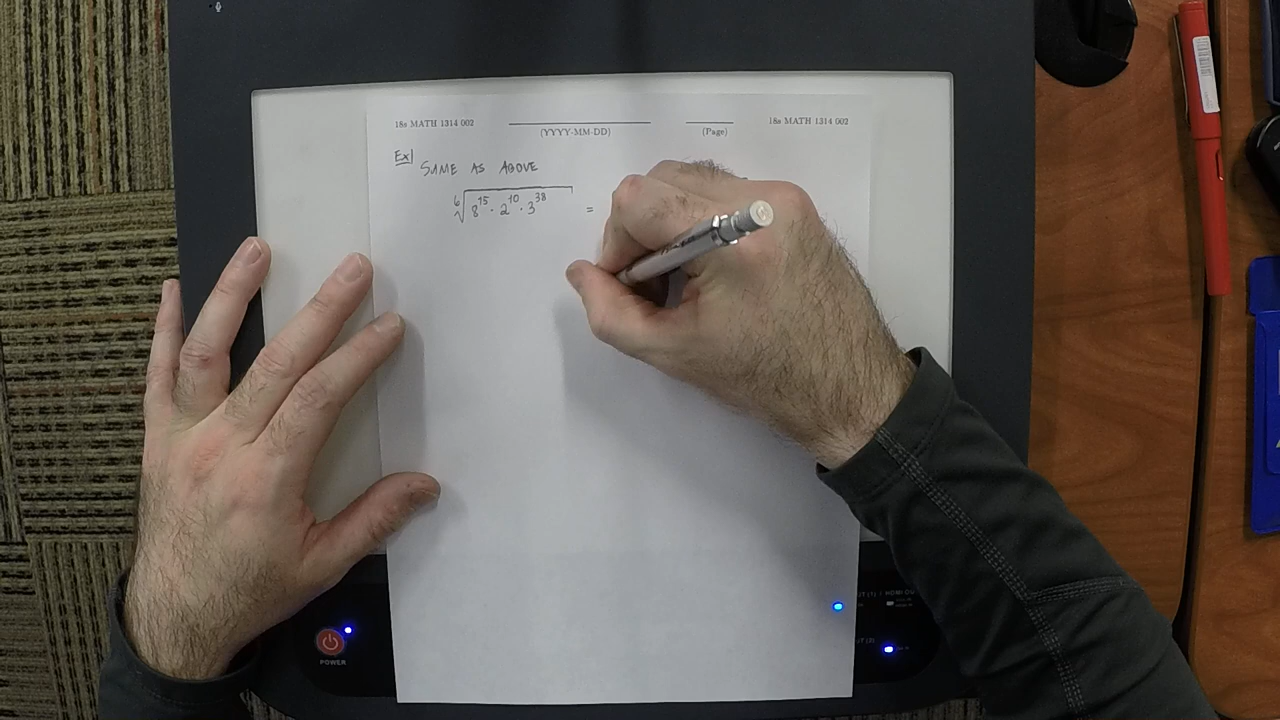 18s MATH 1314 002 (YYYY-MM-DD) (Page) 18s MATH 1314 002
Ex| SAME AS ABOVE
⁶√(8¹⁵ · 2¹⁰ · 3³⁸) =
POWER